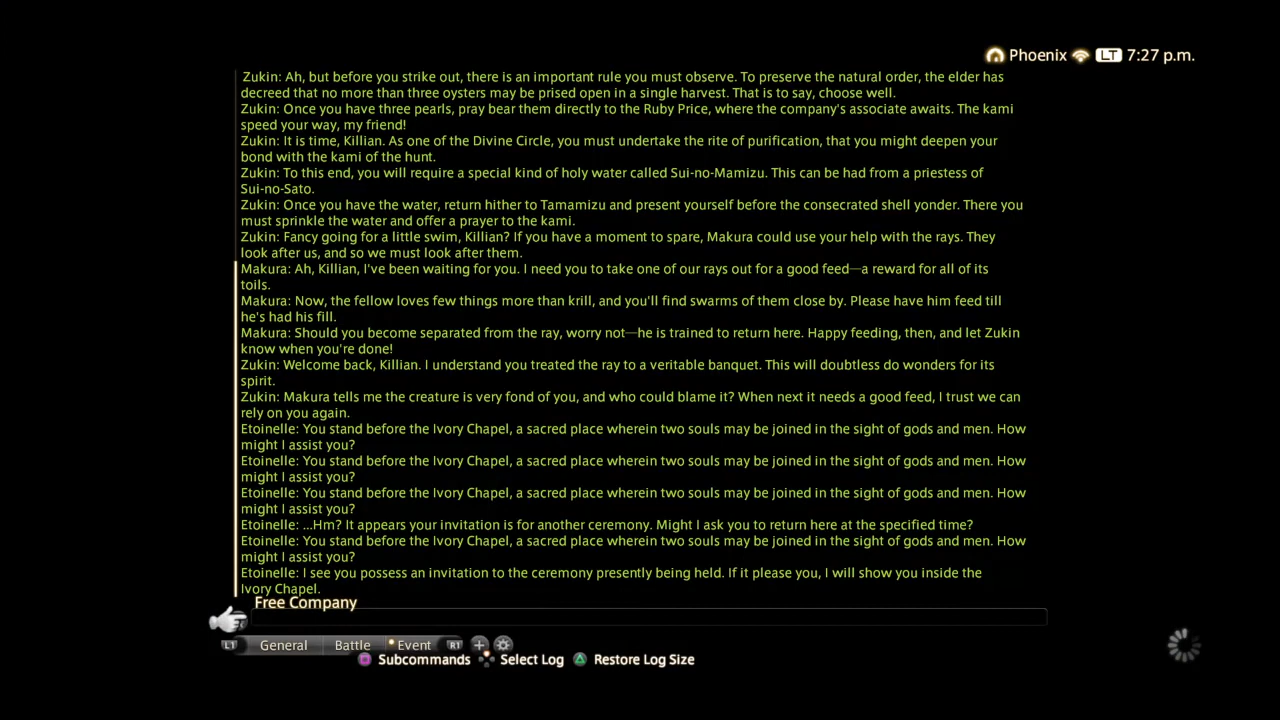 Phoenix LT 7:27 p.m.
Zukin: Ah, but before you strike out, there is an important rule you must observe. To preserve the natural order, the elder has
decreed that no more than three oysters may be prised open in a single harvest. That is to say, choose well.
Zukin: Once you have three pearls, pray bear them directly to the Ruby Price, where the company's associate awaits. The kami
speed your way, my friend!
Zukin: It is time, Killian. As one of the Divine Circle, you must undertake the rite of purification, that you might deepen your
bond with the kami of the hunt.
Zukin: To this end, you will require a special kind of holy water called Sui-no-Mamizu. This can be had from a priestess of
Sui-no-Sato.
Zukin: Once you have the water, return hither to Tamamizu and present yourself before the consecrated shell yonder. There you
must sprinkle the water and offer a prayer to the kami.
Zukin: Fancy going for a little swim, Killian? If you have a moment to spare, Makura could use your help with the rays. They
look after us, and so we must look after them.
Makura: Ah, Killian, I've been waiting for you. I need you to take one of our rays out for a good feed—a reward for all of its
toils.
Makura: Now, the fellow loves few things more than krill, and you'll find swarms of them close by. Please have him feed till
he's had his fill.
Makura: Should you become separated from the ray, worry not—he is trained to return here. Happy feeding, then, and let Zukin
know when you're done!
Zukin: Welcome back, Killian. I understand you treated the ray to a veritable banquet. This will doubtless do wonders for its
spirit.
Zukin: Makura tells me the creature is very fond of you, and who could blame it? When next it needs a good feed, I trust we can
rely on you again.
Etoinelle: You stand before the Ivory Chapel, a sacred place wherein two souls may be joined in the sight of gods and men. How
might I assist you?
Etoinelle: You stand before the Ivory Chapel, a sacred place wherein two souls may be joined in the sight of gods and men. How
might I assist you?
Etoinelle: You stand before the Ivory Chapel, a sacred place wherein two souls may be joined in the sight of gods and men. How
might I assist you?
Etoinelle: ...Hm? It appears your invitation is for another ceremony. Might I ask you to return here at the specified time?
Etoinelle: You stand before the Ivory Chapel, a sacred place wherein two souls may be joined in the sight of gods and men. How
might I assist you?
Etoinelle: I see you possess an invitation to the ceremony presently being held. If it please you, I will show you inside the
Ivory Chapel.
Free Company
L1 General Battle Event R1
Subcommands Select Log Restore Log Size